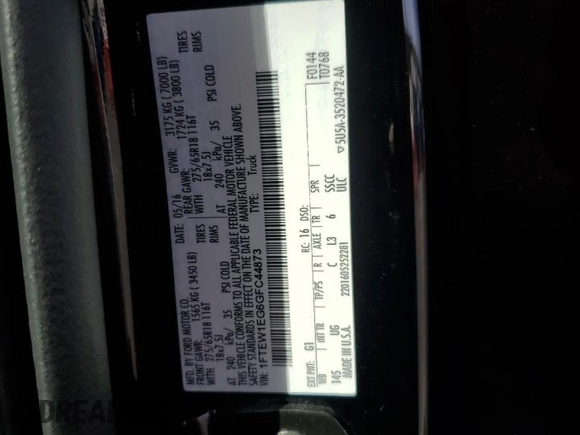 MFD. BY FORD MOTOR CO.
DATE: 05/16 GVWR: 3175 KG ( 7000 LB)
FRONT GAWR: 1565 KG ( 3450 LB) REAR GAWR: 1724 KG ( 3800 LB)
WITH 275/65R18 116T TIRES WITH 275/65R18 116T TIRES
18x7.5J RIMS 18x7.5J RIMS
AT 240 kPa/ 35 PSI COLD AT 240 kPa/ 35 PSI COLD
THIS VEHICLE CONFORMS TO ALL APPLICABLE FEDERAL MOTOR VEHICLE
SAFETY STANDARDS IN EFFECT ON THE DATE OF MANUFACTURE SHOWN ABOVE.
VIN: 1FTEW1EG6GFC44873 TYPE: Truck
F0144
T0768
EXT PNT: G1 RC: 16 DSO:
WB INT TR TP/PS R AXLE TR SPR
145 UG C L3 6 SSCC
MADE IN U.S.A. 2201605252281 ULC
▽5U5A-3520472-AA